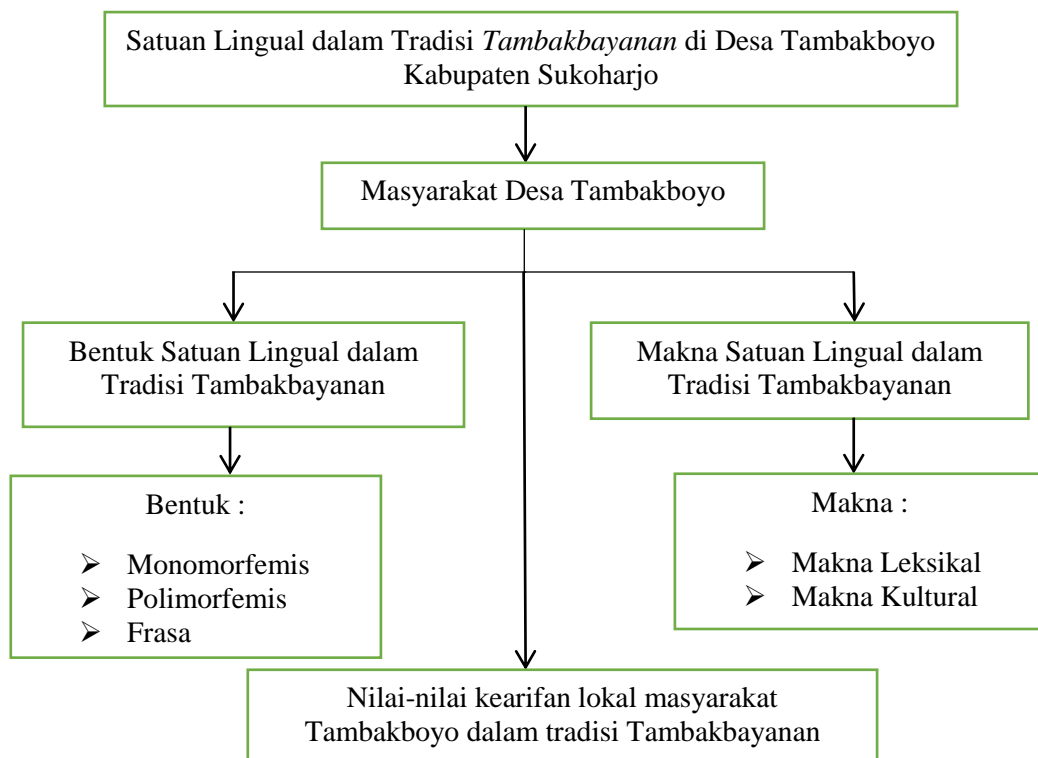 Satuan Lingual dalam Tradisi Tambakbayanan di Desa Tambakboyo
Kabupaten Sukoharjo
Masyarakat Desa Tambakboyo
Bentuk Satuan Lingual dalam
Tradisi Tambakbayanan
Makna Satuan Lingual dalam
Tradisi Tambakbayanan
Bentuk :
➢ Monomorfemis
➢ Polimorfemis
➢ Frasa
Makna :
➢ Makna Leksikal
➢ Makna Kultural
Nilai-nilai kearifan lokal masyarakat
Tambakboyo dalam tradisi Tambakbayanan